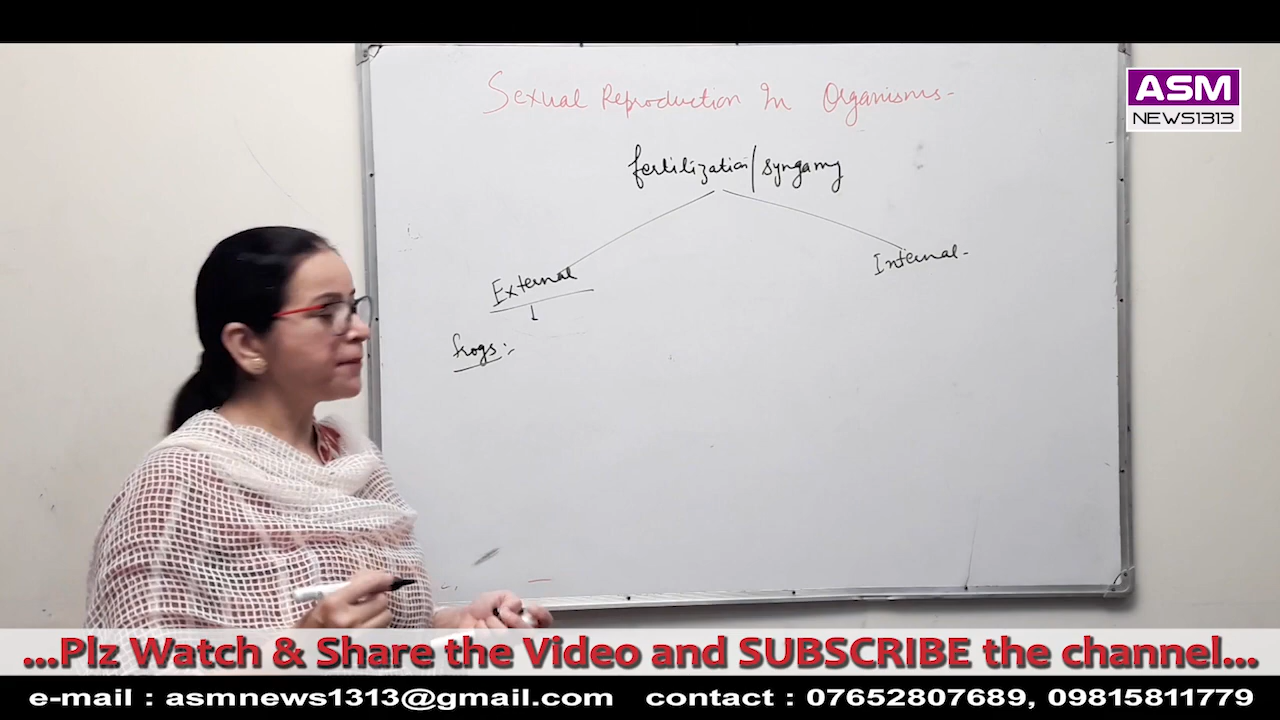 Sexual Reproduction In Organisms-
fertilization/syngamy
External
Internal-
frogs:-
ASM
NEWS1313
...Plz Watch & Share the Video and SUBSCRIBE the channel...
e-mail : asmnews1313@gmail.com contact : 07652807689, 09815811779